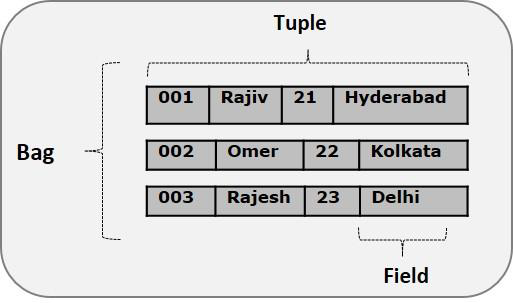 Tuple
001 Rajiv 21 Hyderabad
Bag
002 Omer 22 Kolkata
003 Rajesh 23 Delhi
Field